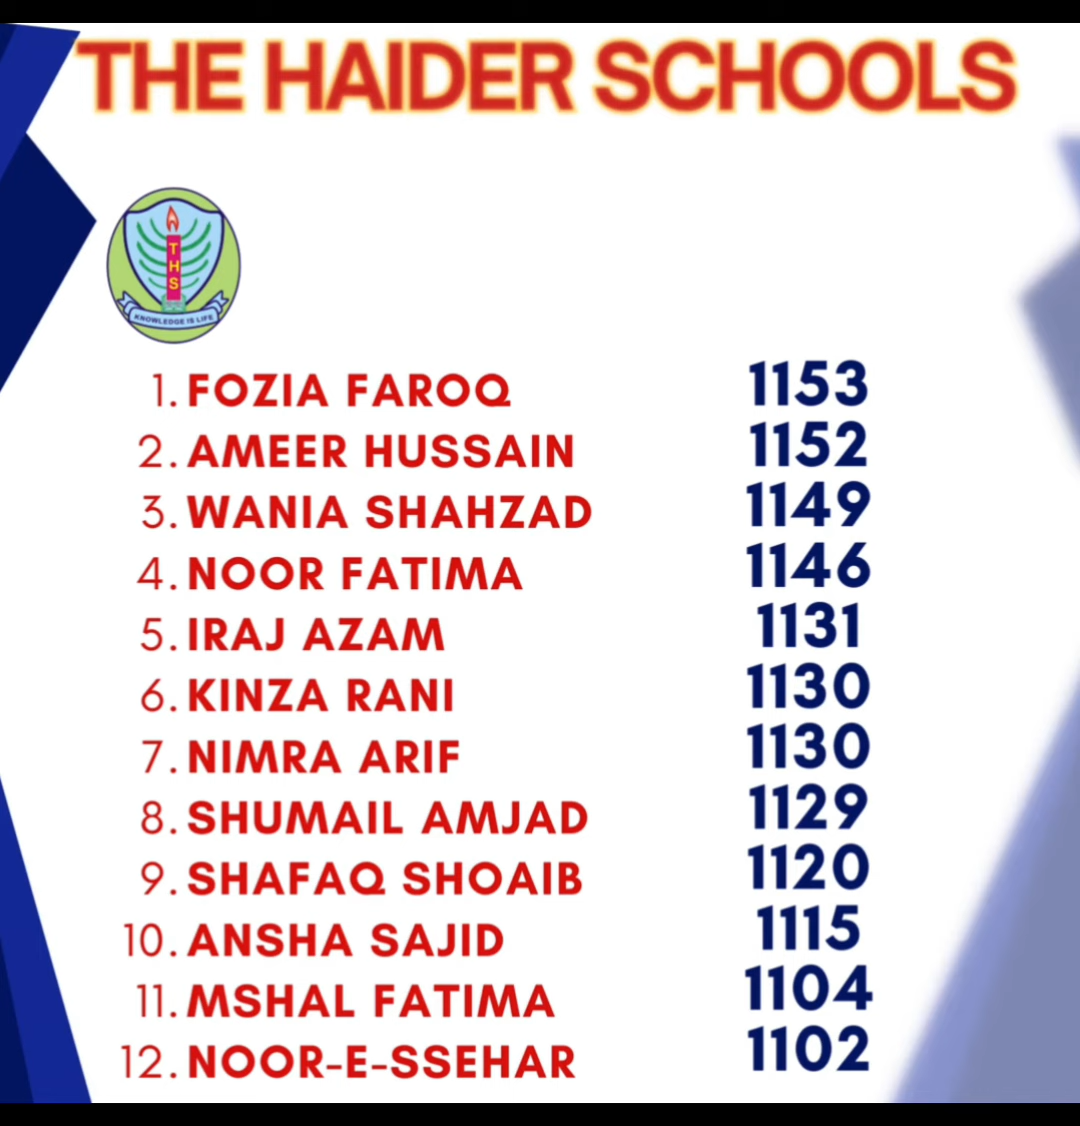 THE HAIDER SCHOOLS
THS
KNOWLEDGE IS LIFE
1. FOZIA FAROQ 1153
2. AMEER HUSSAIN 1152
3. WANIA SHAHZAD 1149
4. NOOR FATIMA 1146
5. IRAJ AZAM 1131
6. KINZA RANI 1130
7. NIMRA ARIF 1130
8. SHUMAIL AMJAD 1129
9. SHAFAQ SHOAIB 1120
10. ANSHA SAJID 1115
11. MSHAL FATIMA 1104
12. NOOR-E-SSEHAR 1102